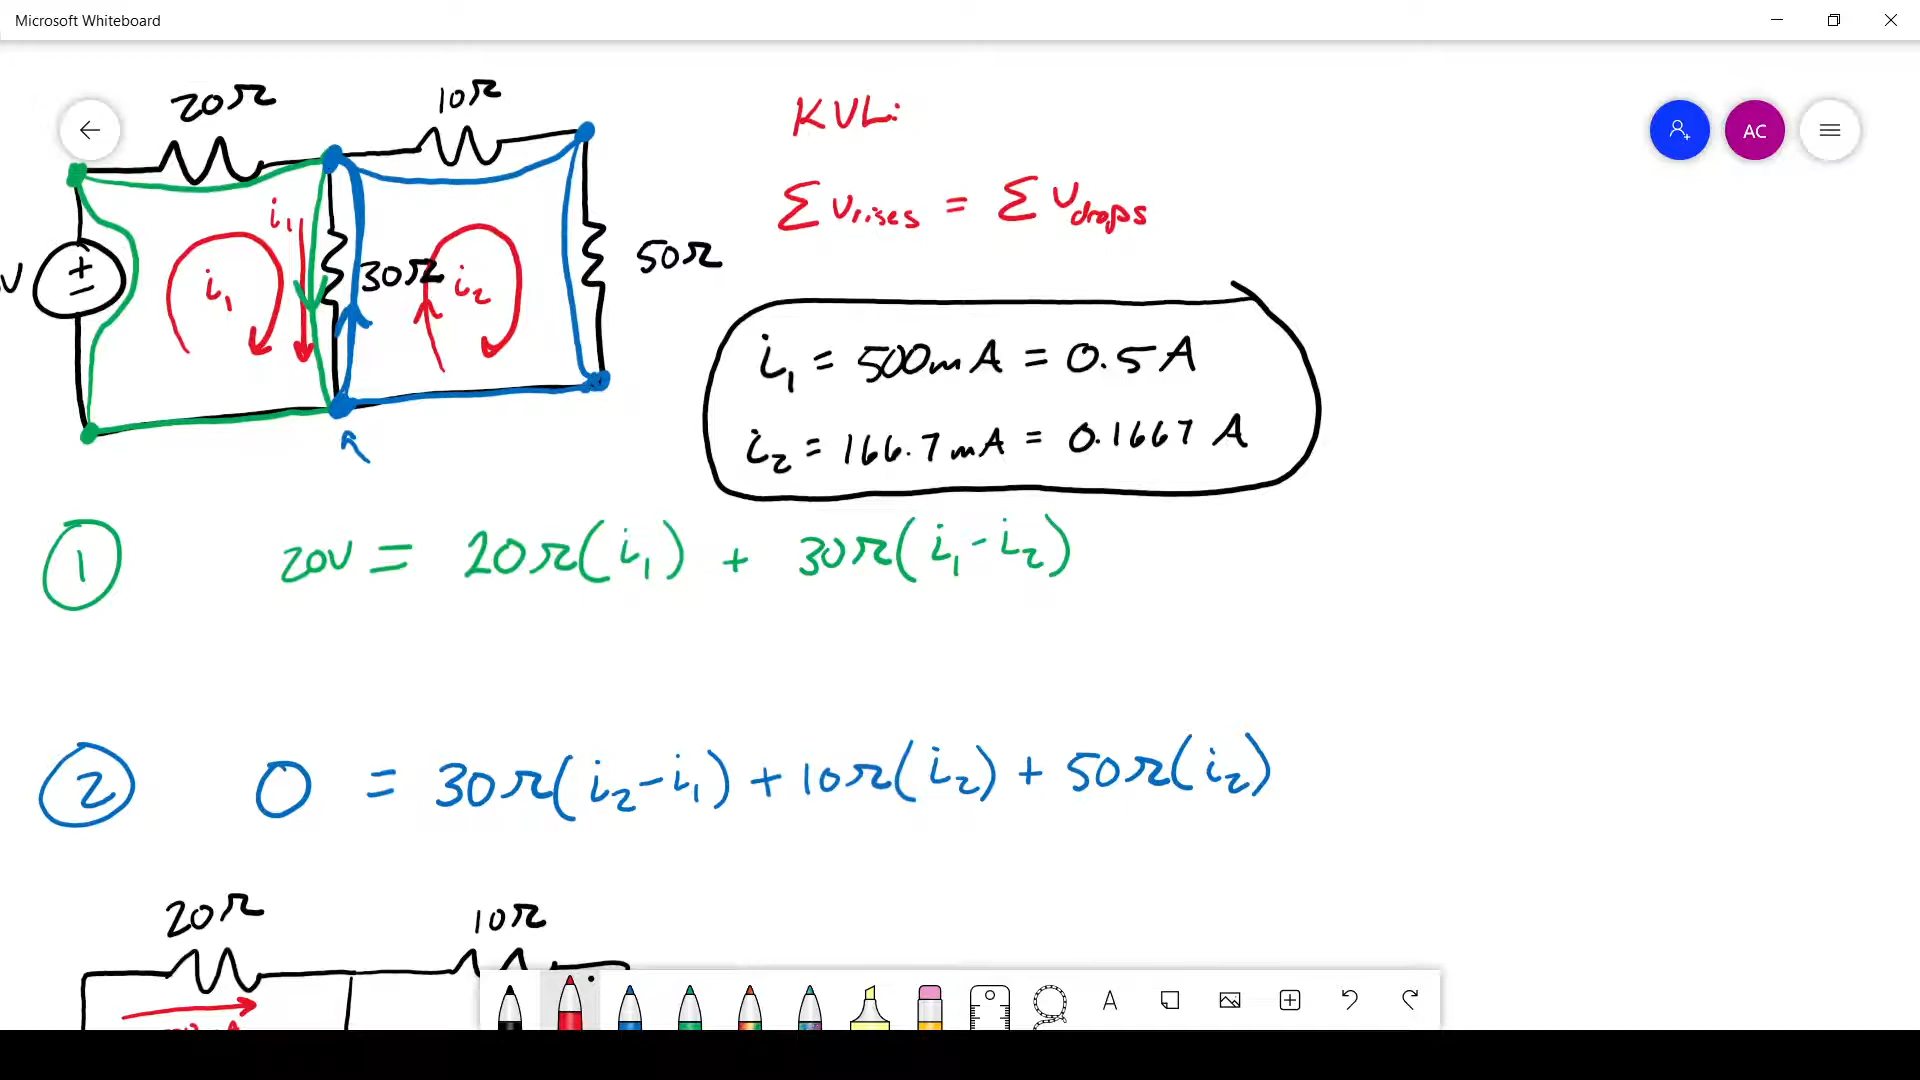 Microsoft Whiteboard
20Ω
10Ω
KVL:
AC
i₁
Σ Vrises = Σ Vdrops
V
+
−
i₁
30Ω
i₂
50Ω
i₁ = 500mA = 0.5 A
i₂ = 166.7mA = 0.1667 A
① 20V = 20Ω(i₁) + 30Ω(i₁-i₂)
② 0 = 30Ω(i₂-i₁) + 10Ω(i₂) + 50Ω(i₂)
20Ω
10Ω